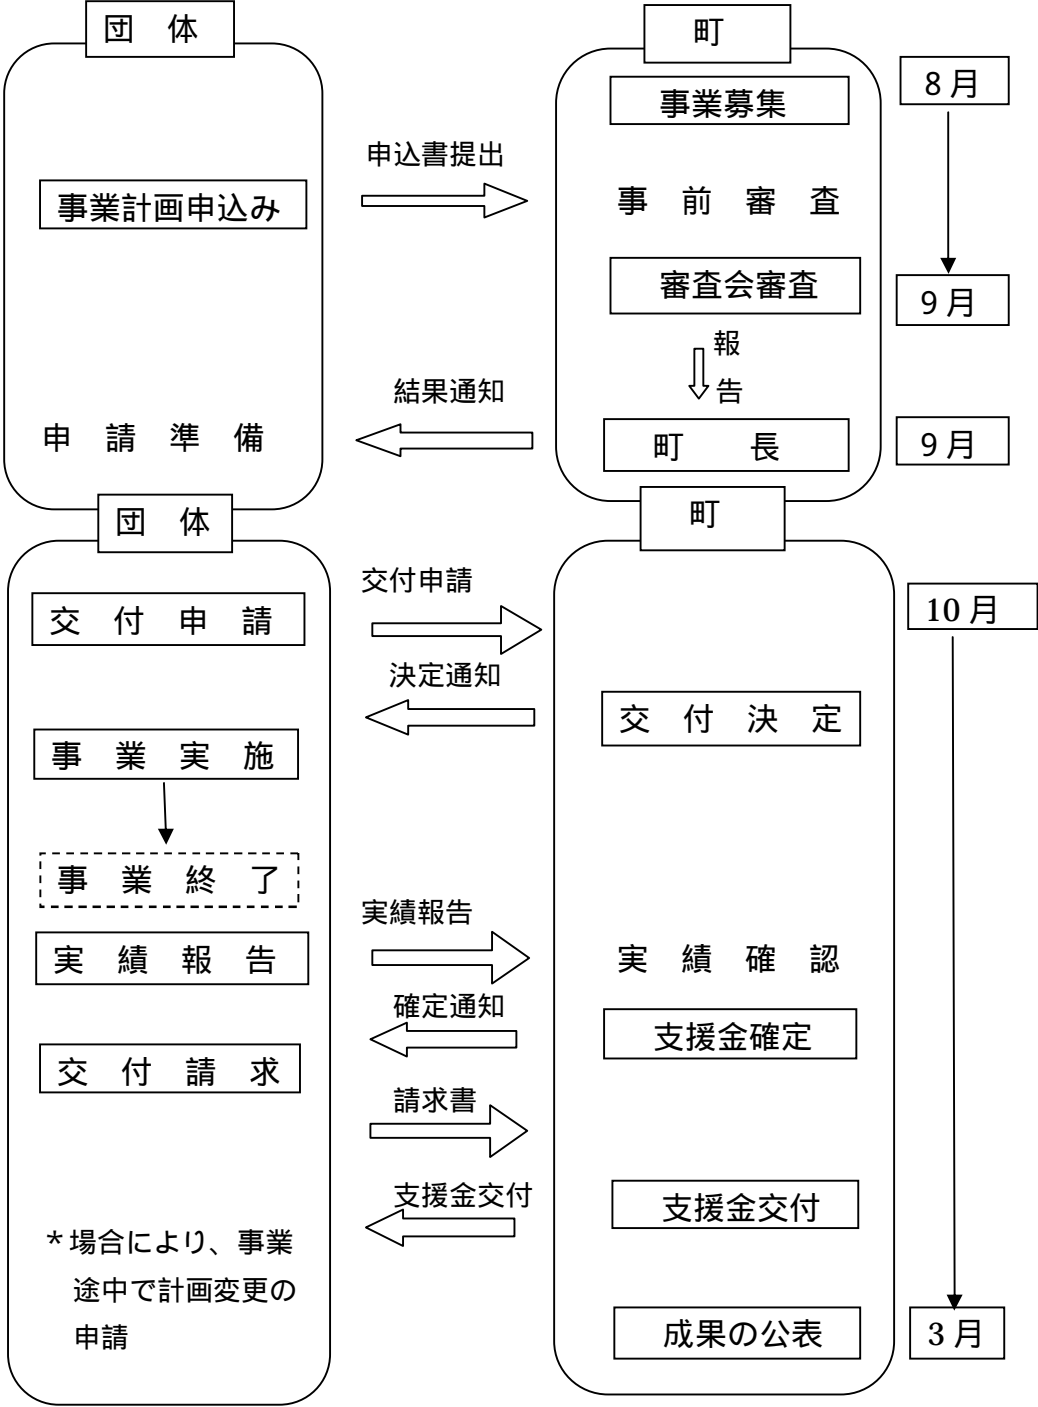 団　体
町
事業募集
8月
申込書提出
事業計画申込み
事　前　審　査
審査会審査
9月
報
告
結果通知
申　請　準　備
町　　長
9月
団　体
町
交付申請
交　付　申　請
10月
決定通知
交　付　決　定
事　業　実　施
事　業　終　了
実績報告
実　績　報　告
実　績　確　認
確定通知
支援金確定
交　付　請　求
請求書
支援金交付
支援金交付
＊場合により、事業
途中で計画変更の
申請
成果の公表
3月